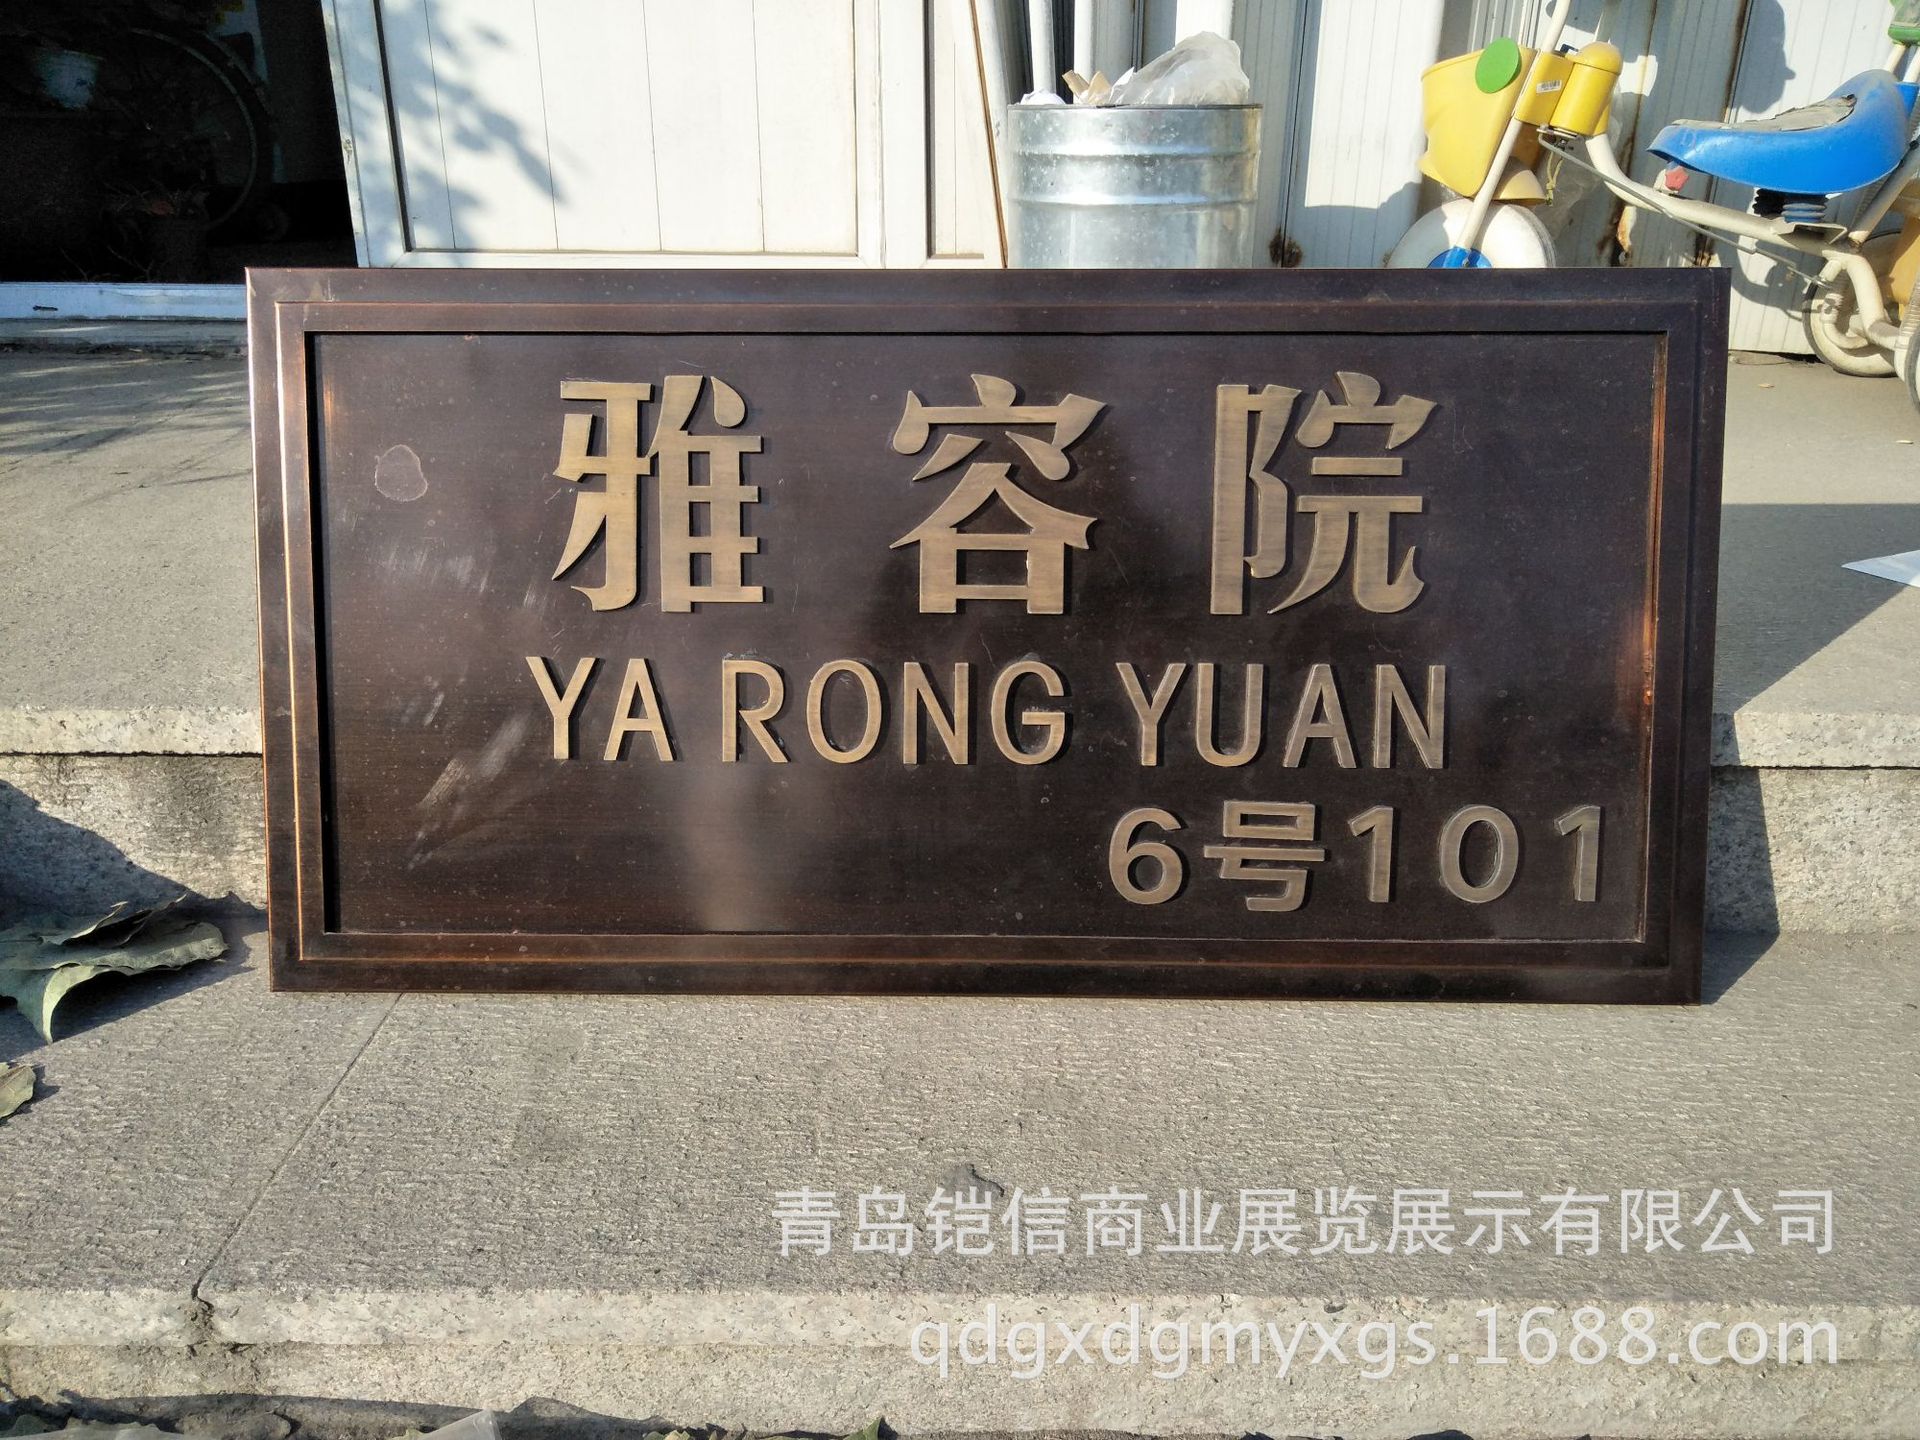 雅容院
YA RONG YUAN
6号101
青岛铠信商业展览展示有限公司
qdgxdgmyxgs.1688.com